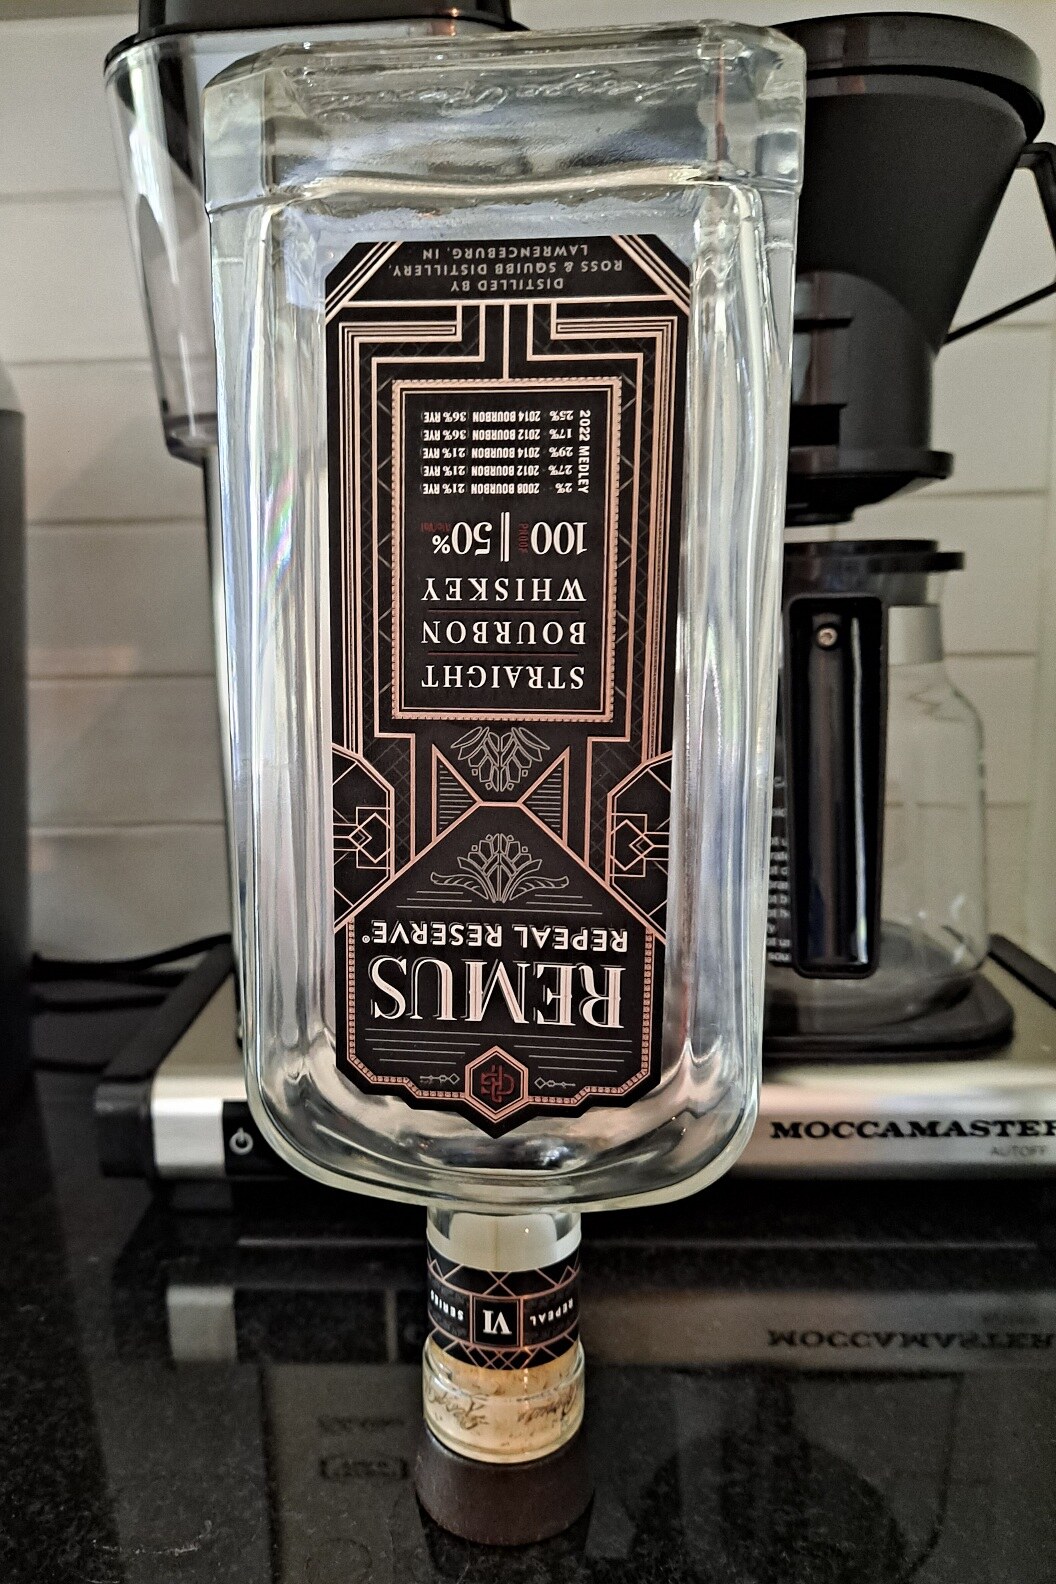 REMUS
REPEAL RESERVE®
STRAIGHT
BOURBON
WHISKEY
100 PROOF 50% Alc/Vol
2022 MEDLEY
2% 2008 BOURBON 21% RYE
27% 2012 BOURBON 21% RYE
29% 2014 BOURBON 21% RYE
17% 2012 BOURBON 36% RYE
25% 2014 BOURBON 36% RYE
DISTILLED BY
ROSS & SQUIBB DISTILLERY,
LAWRENCEBURG, IN
REPEAL VI SERIES
MOCCAMASTER
AUTOFF